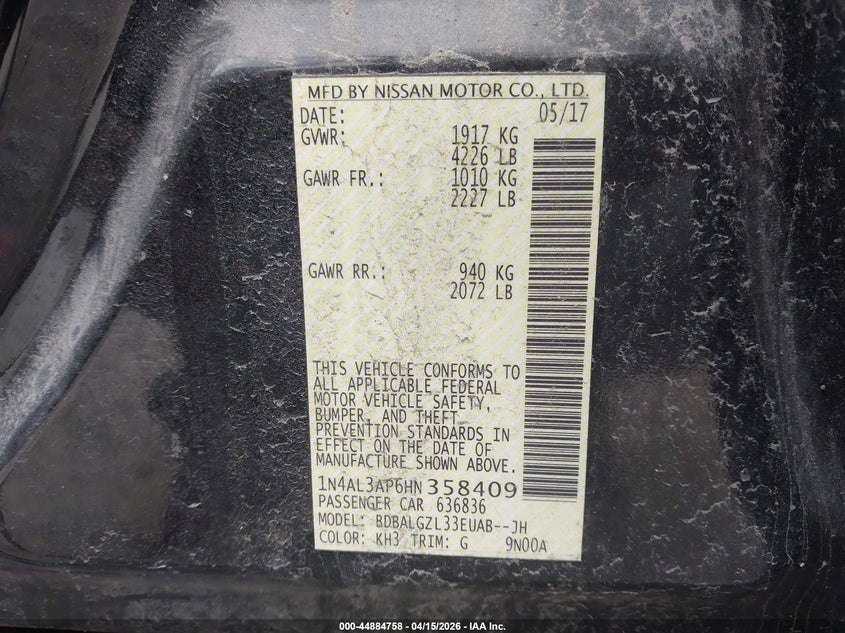 MFD BY NISSAN MOTOR CO., LTD.
DATE: 05/17
GVWR: 1917 KG
4226 LB
GAWR FR.: 1010 KG
2227 LB
GAWR RR.: 940 KG
2072 LB
THIS VEHICLE CONFORMS TO
ALL APPLICABLE FEDERAL
MOTOR VEHICLE SAFETY,
BUMPER, AND THEFT
PREVENTION STANDARDS IN
EFFECT ON THE DATE OF
MANUFACTURE SHOWN ABOVE.
1N4AL3AP6HN358409
PASSENGER CAR 636836
MODEL: BDBALGZL33EUAB--JH
COLOR: KH3 TRIM: G 9N00A
000-44884758 - 04/15/2026 - IAA Inc.